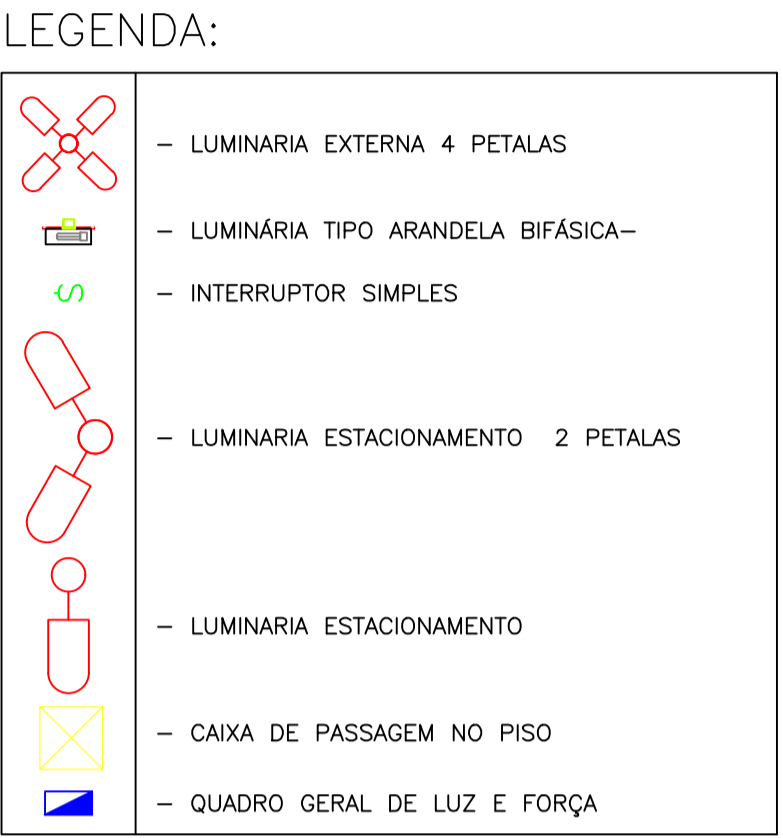 LEGENDA:
– LUMINARIA EXTERNA 4 PETALAS
– LUMINÁRIA TIPO ARANDELA BIFÁSICA–
S – INTERRUPTOR SIMPLES
– LUMINARIA ESTACIONAMENTO 2 PETALAS
– LUMINARIA ESTACIONAMENTO
– CAIXA DE PASSAGEM NO PISO
– QUADRO GERAL DE LUZ E FORÇA